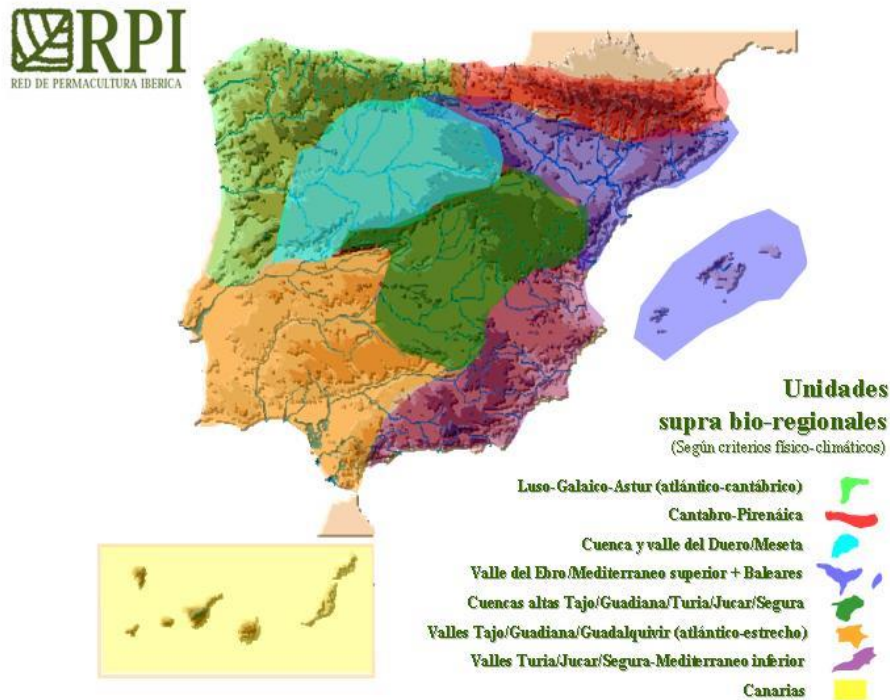 RPI
RED DE PERMACULTURA IBERICA
Unidades
supra bio-regionales
(Según criterios físico-climáticos)
Luso-Galaico-Astur (atlántico-cantábrico)
Cantabro-Pirenáica
Cuenca y valle del Duero/Meseta
Valle del Ebro/Mediterraneo superior + Baleares
Cuencas altas Tajo/Guadiana/Turia/Jucar/Segura
Valles Tajo/Guadiana/Guadalquivir (atlántico-estrecho)
Valles Turia/Jucar/Segura-Mediterraneo inferior
Canarias